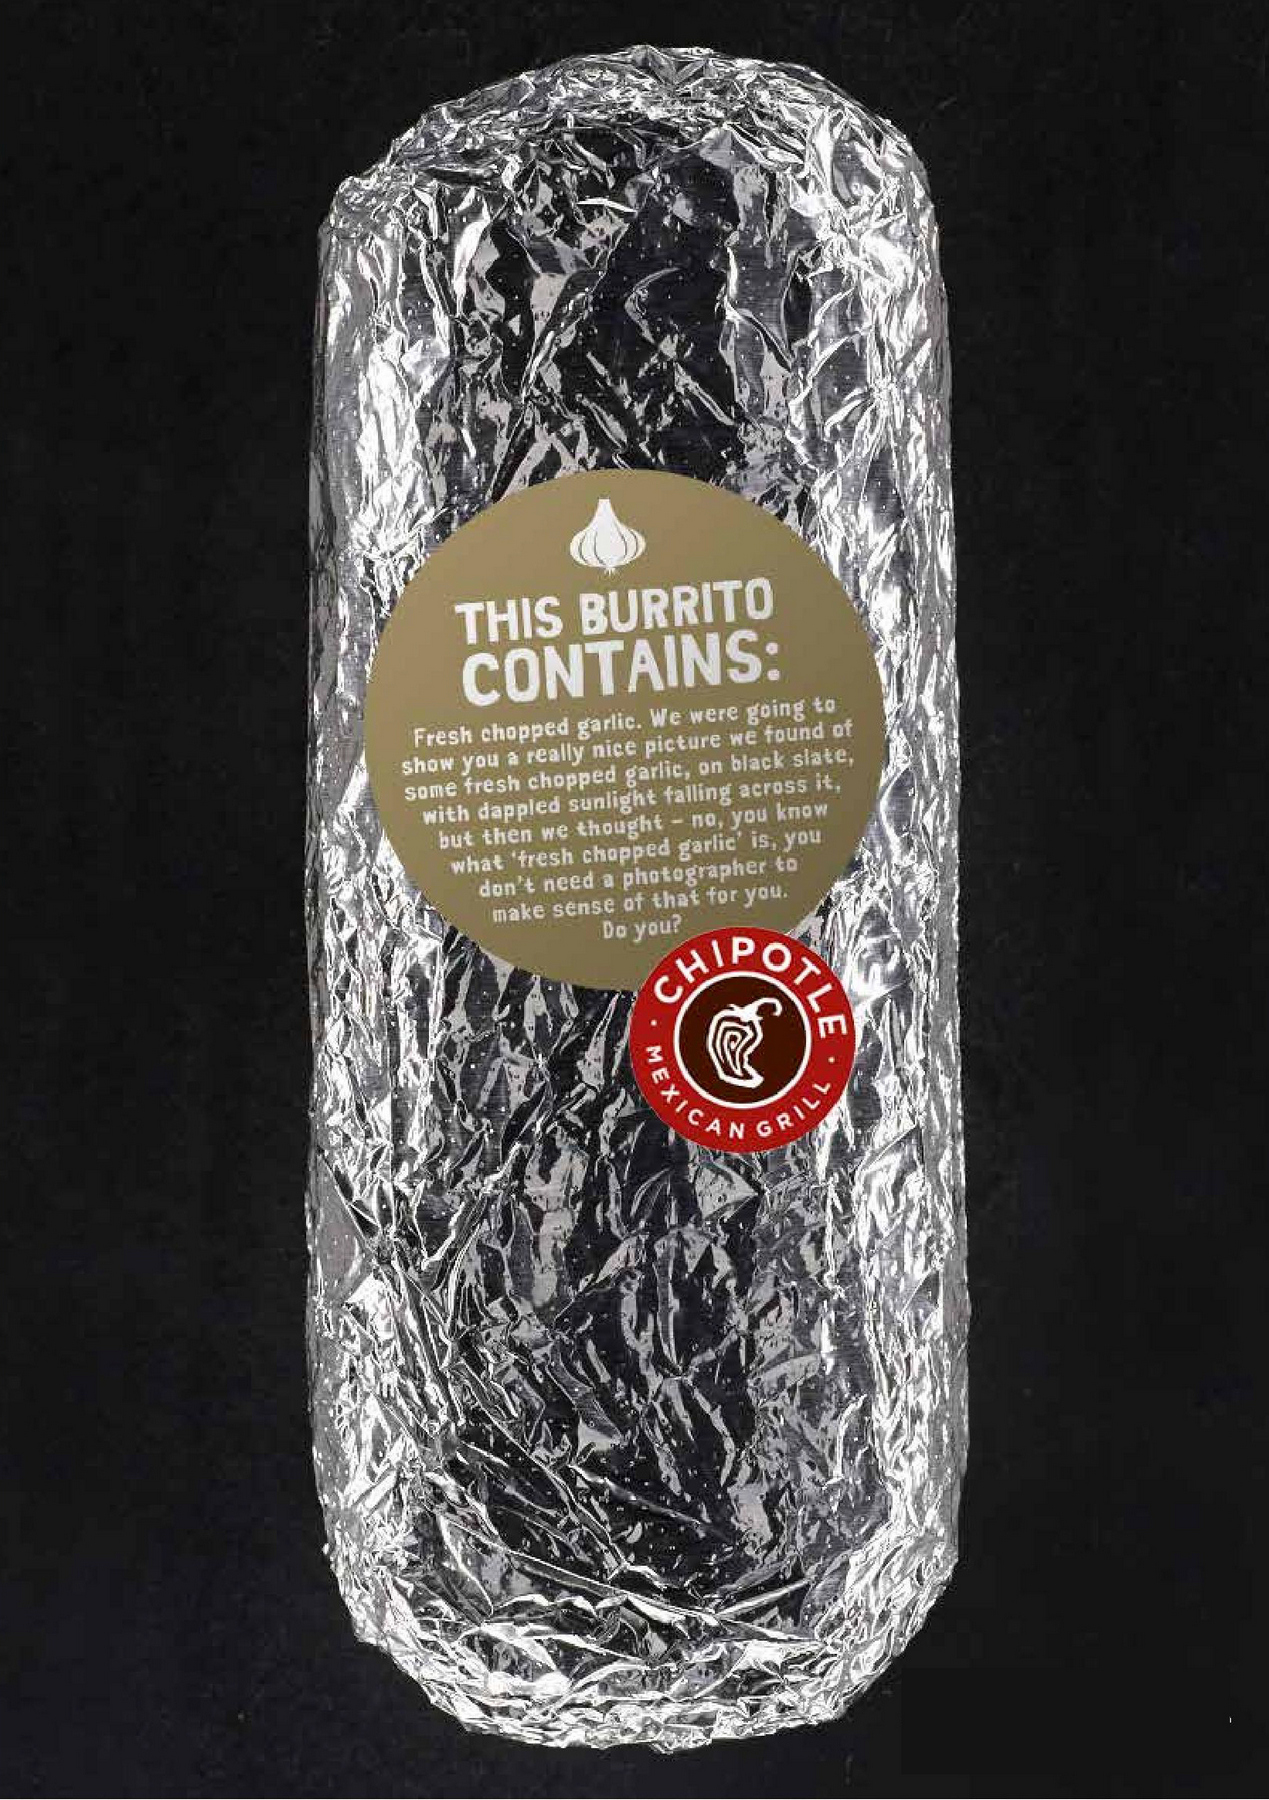 THIS BURRITO
CONTAINS:
Fresh chopped garlic. We were going to
show you a really nice picture we found of
some fresh chopped garlic, on black slate,
with dappled sunlight falling across it,
but then we thought – no, you know
what ‘fresh chopped garlic’ is, you
don’t need a photographer to
make sense of that for you.
Do you?
CHIPOTLE
MEXICAN GRILL